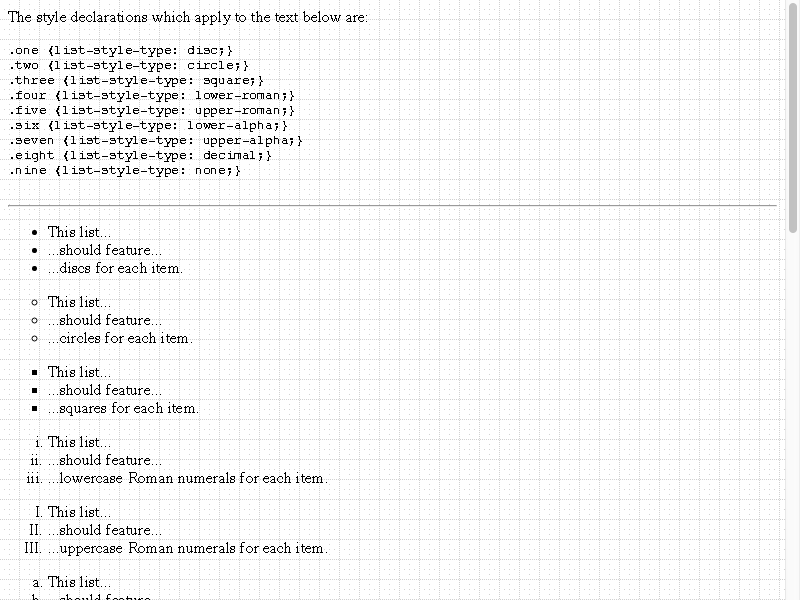 The style declarations which apply to the text below are:
.one {list-style-type: disc;}
.two {list-style-type: circle;}
.three {list-style-type: square;}
.four {list-style-type: lower-roman;}
.five {list-style-type: upper-roman;}
.six {list-style-type: lower-alpha;}
.seven {list-style-type: upper-alpha;}
.eight {list-style-type: decimal;}
.nine {list-style-type: none;}
• This list...
• ...should feature...
• ...discs for each item.
◦ This list...
◦ ...should feature...
◦ ...circles for each item.
▪ This list...
▪ ...should feature...
▪ ...squares for each item.
i. This list...
ii. ...should feature...
iii. ...lowercase Roman numerals for each item.
I. This list...
II. ...should feature...
III. ...uppercase Roman numerals for each item.
a. This list...
b. ...should feature...